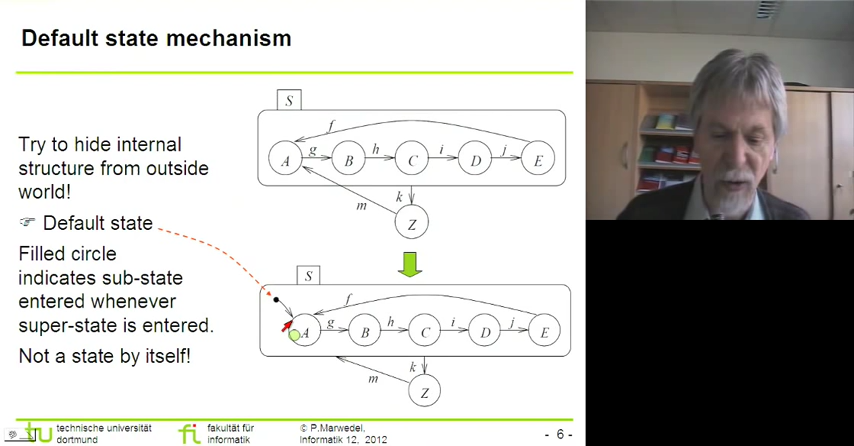 Default state mechanism
S
f
Try to hide internal
structure from outside
world!
A g B h C i D j E
k
m
Z
Default state
Filled circle
indicates sub-state
entered whenever
super-state is entered.
Not a state by itself!
S
f
A g B h C i D j E
k
m
Z
tu technische universität
dortmund
fi fakultät für
informatik
© P.Marwedel,
Informatik 12, 2012
- 6 -